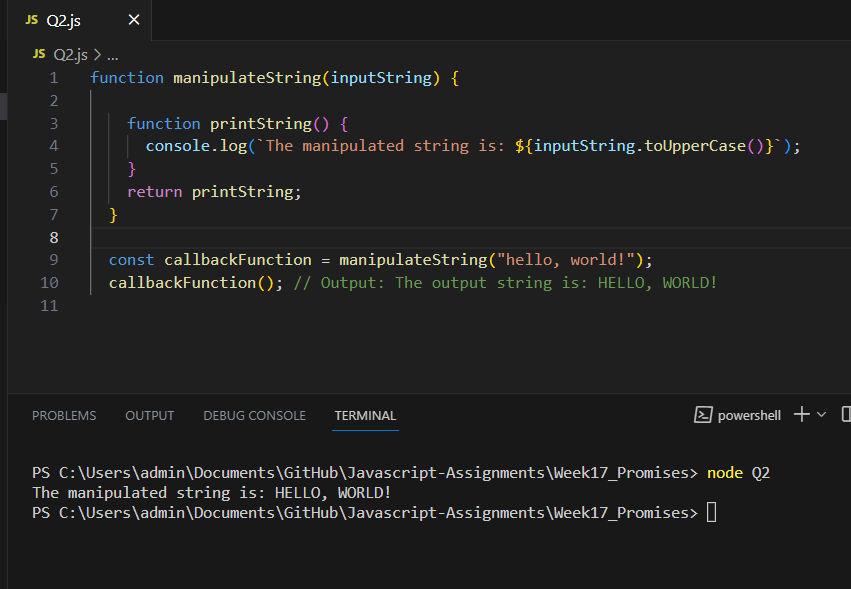 JS Q2.js ×
JS Q2.js > ...
1 function manipulateString(inputString) {
2
3 function printString() {
4 console.log(`The manipulated string is: ${inputString.toUpperCase()}`);
5 }
6 return printString;
7 }
8
9 const callbackFunction = manipulateString("hello, world!");
10 callbackFunction(); // Output: The output string is: HELLO, WORLD!
11
PROBLEMS OUTPUT DEBUG CONSOLE TERMINAL powershell
PS C:\Users\admin\Documents\GitHub\Javascript-Assignments\Week17_Promises> node Q2
The manipulated string is: HELLO, WORLD!
PS C:\Users\admin\Documents\GitHub\Javascript-Assignments\Week17_Promises>